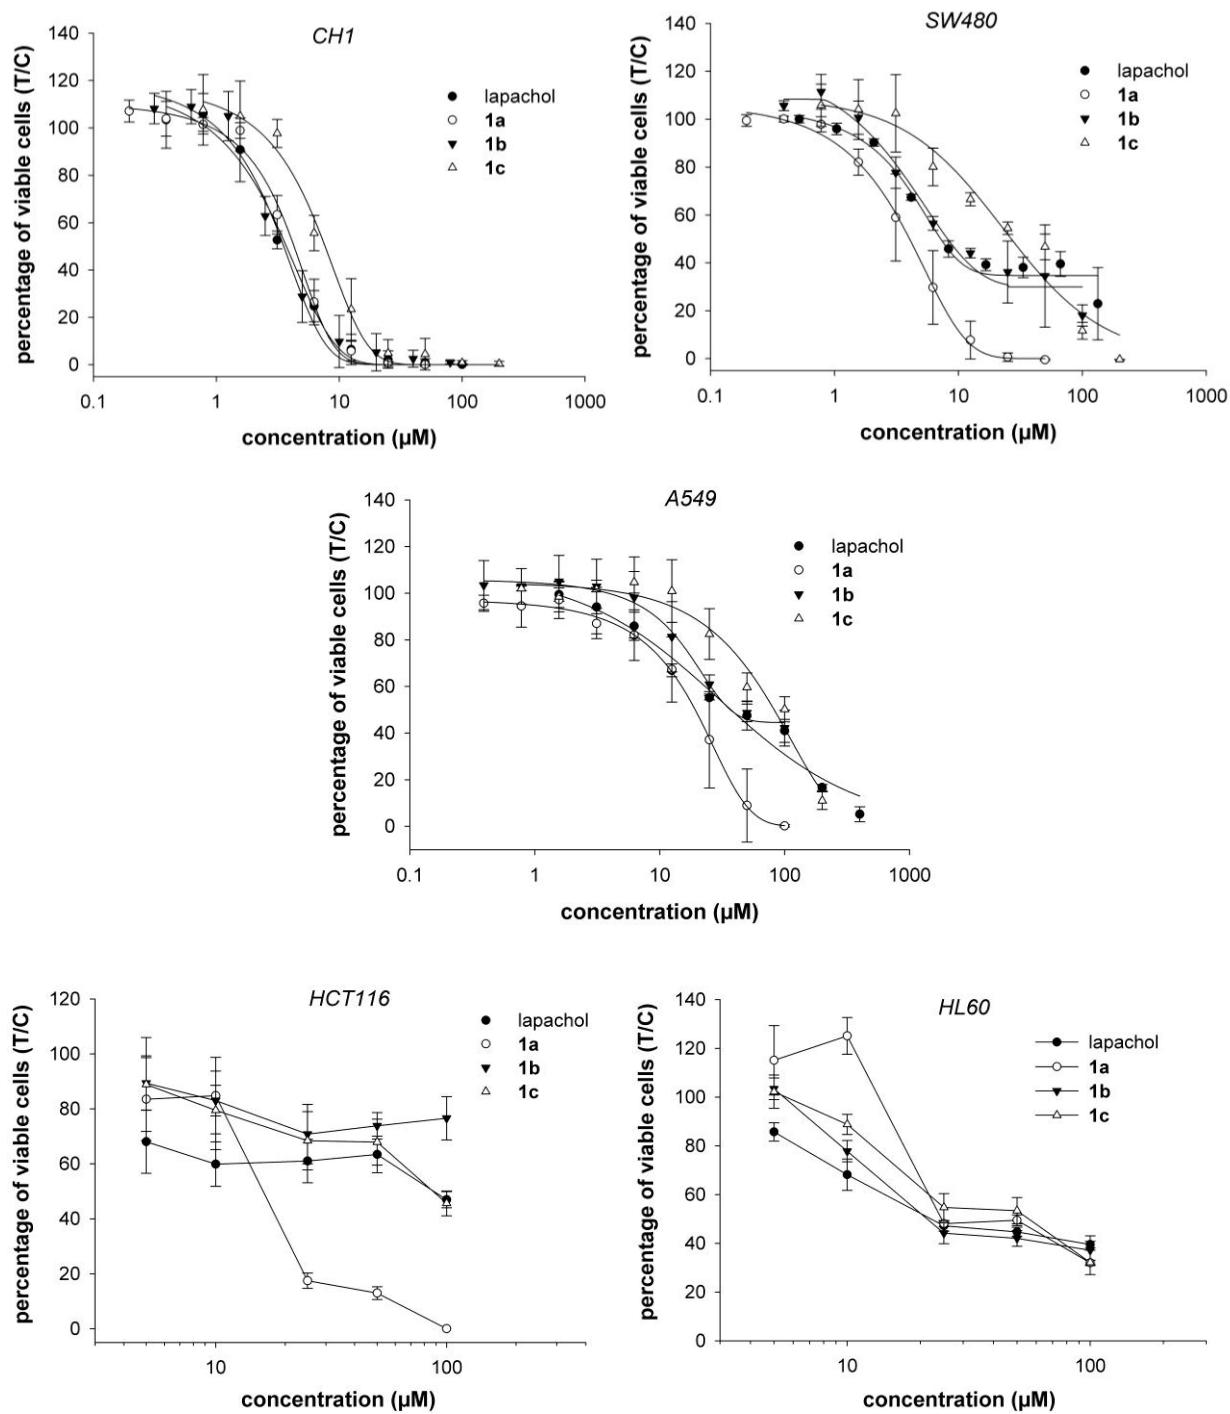 CH1
percentage of viable cells (T/C)
140
120
100
80
60
40
20
0
lapachol
1a
1b
1c
0.1 1 10 100 1000
concentration (µM)
SW480
percentage of viable cells (T/C)
140
120
100
80
60
40
20
0
lapachol
1a
1b
1c
0.1 1 10 100 1000
concentration (µM)
A549
percentage of viable cells (T/C)
140
120
100
80
60
40
20
0
lapachol
1a
1b
1c
0.1 1 10 100 1000
concentration (µM)
HCT116
percentage of viable cells (T/C)
120
100
80
60
40
20
0
lapachol
1a
1b
1c
10 100
concentration (µM)
HL60
percentage of viable cells (T/C)
140
120
100
80
60
40
20
0
lapachol
1a
1b
1c
10 100
concentration (µM)